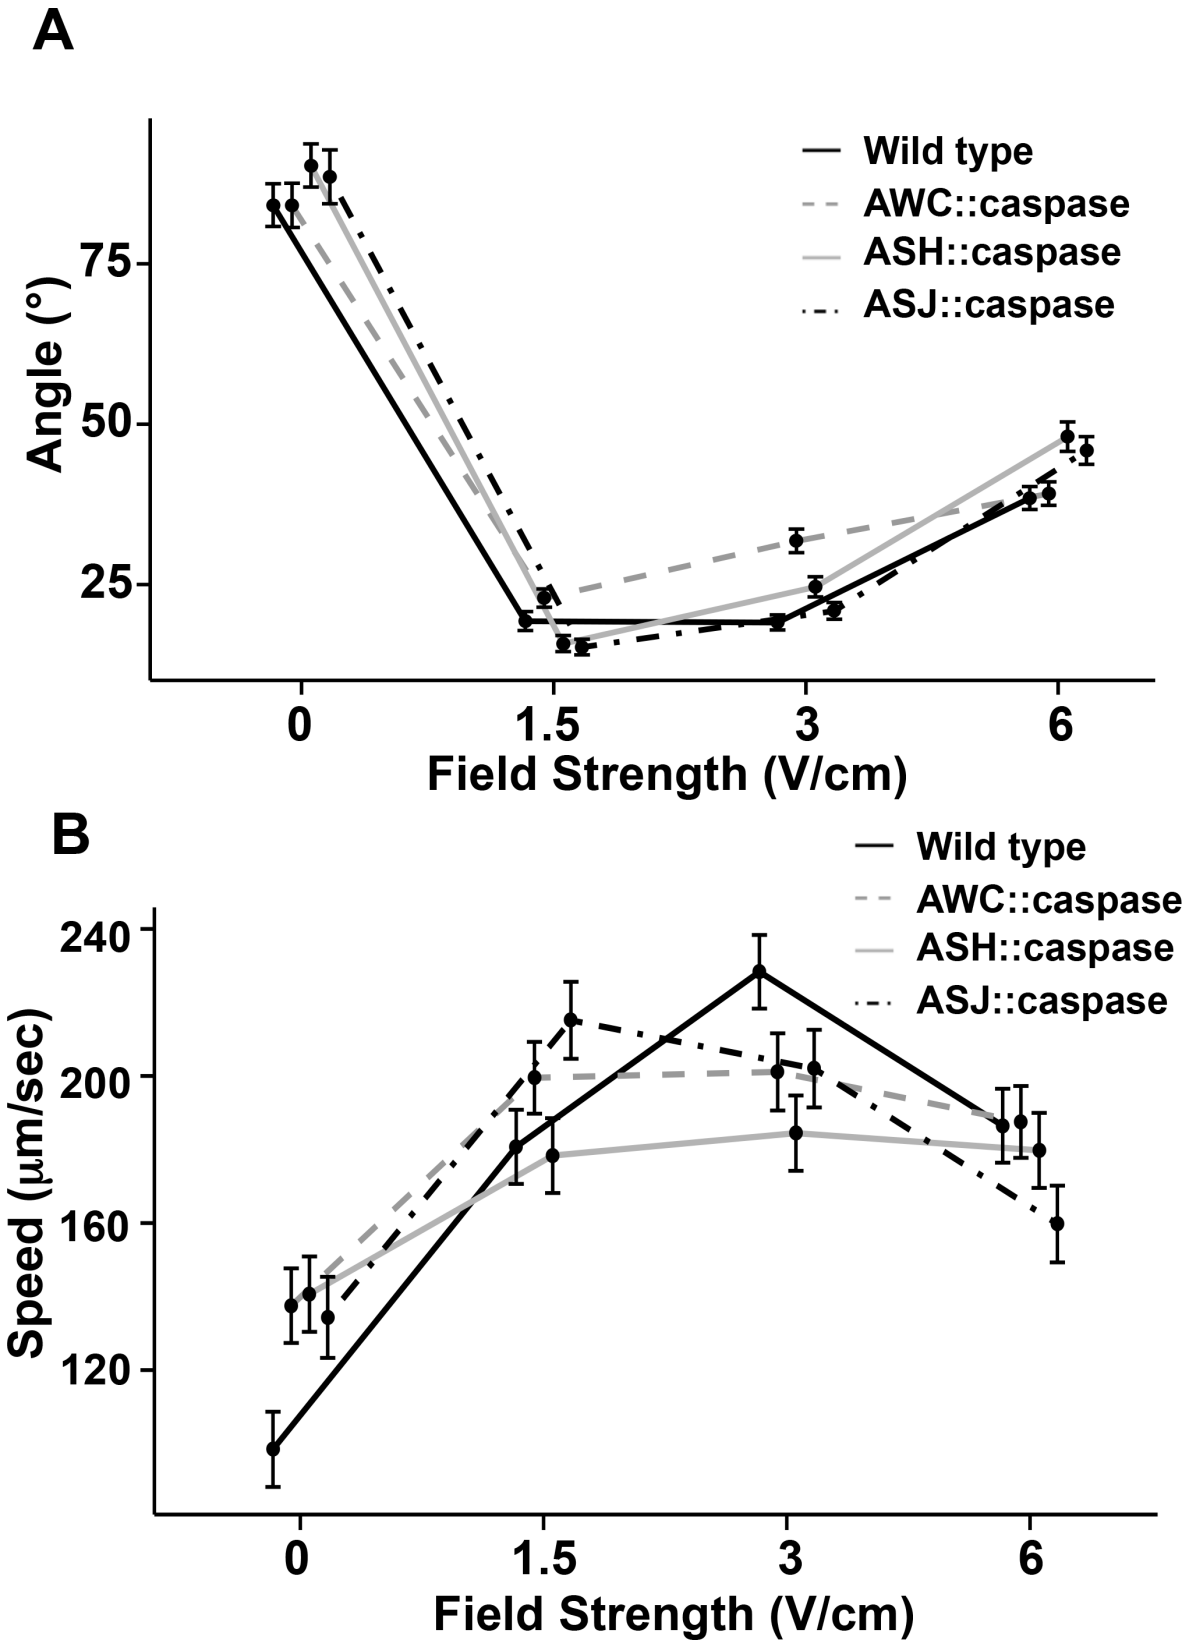 A
Wild type
AWC::caspase
ASH::caspase
ASJ::caspase
75
50
25
Angle (°)
0 1.5 3 6
Field Strength (V/cm)
B
Wild type
AWC::caspase
ASH::caspase
ASJ::caspase
240
200
160
120
Speed (μm/sec)
0 1.5 3 6
Field Strength (V/cm)